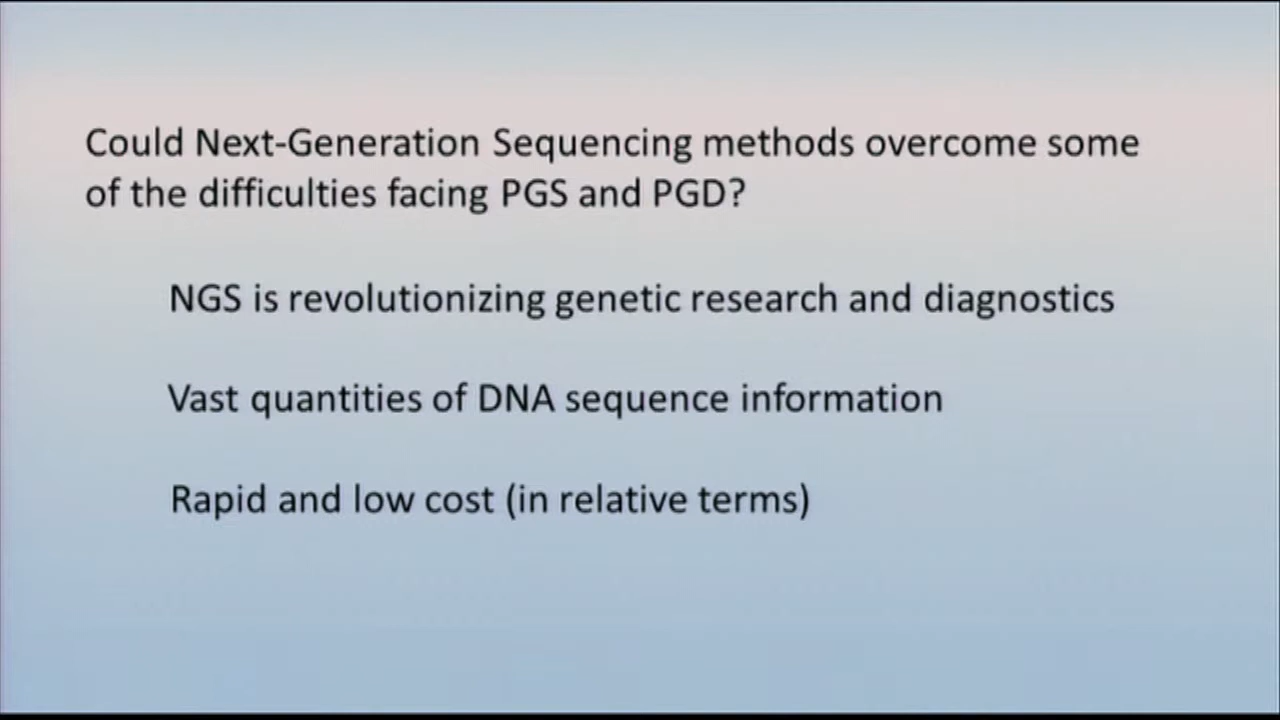 Could Next-Generation Sequencing methods overcome some
of the difficulties facing PGS and PGD?
NGS is revolutionizing genetic research and diagnostics
Vast quantities of DNA sequence information
Rapid and low cost (in relative terms)